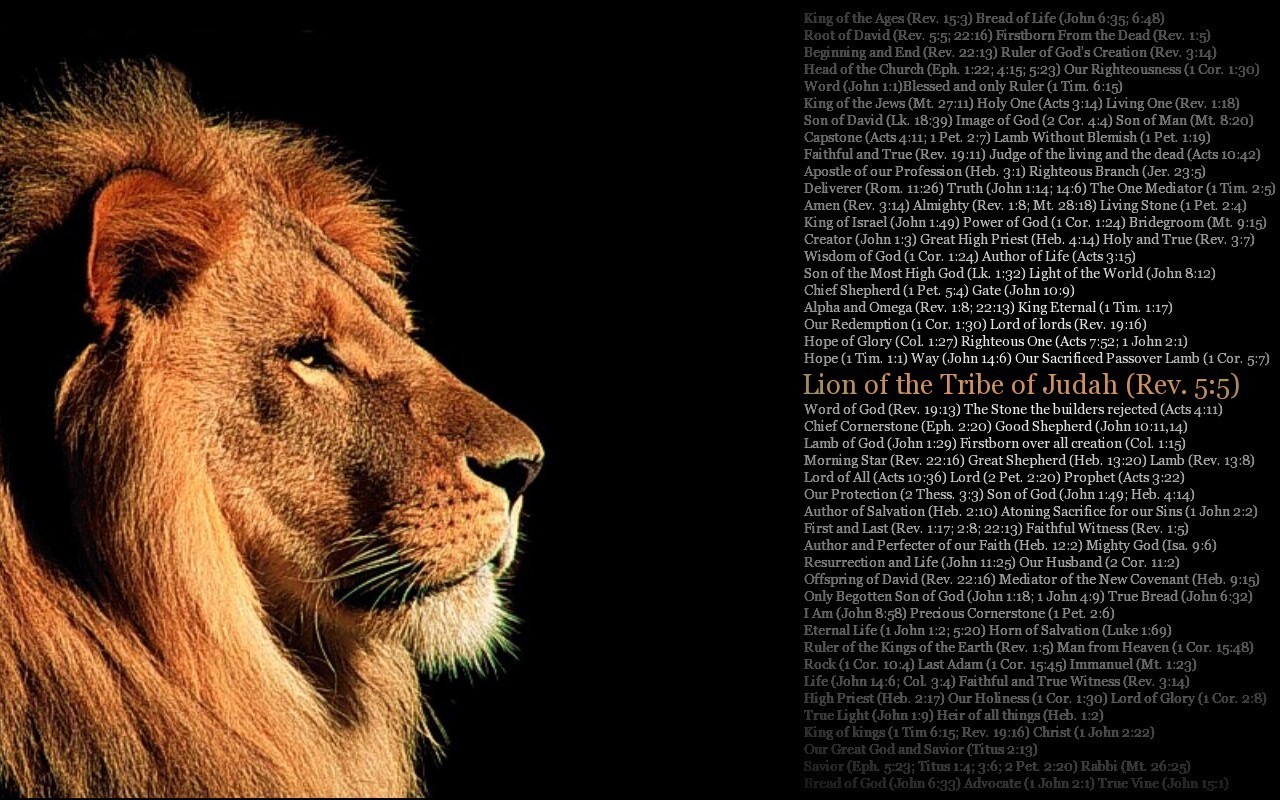 King of the Ages (Rev. 15:3) Bread of Life (John 6:35; 6:48)
Root of David (Rev. 5:5; 22:16) Firstborn From the Dead (Rev. 1:5)
Beginning and End (Rev. 22:13) Ruler of God's Creation (Rev. 3:14)
Head of the Church (Eph. 1:22; 4:15; 5:23) Our Righteousness (1 Cor. 1:30)
Word (John 1:1)Blessed and only Ruler (1 Tim. 6:15)
King of the Jews (Mt. 27:11) Holy One (Acts 3:14) Living One (Rev. 1:18)
Son of David (Lk. 18:39) Image of God (2 Cor. 4:4) Son of Man (Mt. 8:20)
Capstone (Acts 4:11; 1 Pet. 2:7) Lamb Without Blemish (1 Pet. 1:19)
Faithful and True (Rev. 19:11) Judge of the living and the dead (Acts 10:42)
Apostle of our Profession (Heb. 3:1) Righteous Branch (Jer. 23:5)
Deliverer (Rom. 11:26) Truth (John 1:14; 14:6) The One Mediator (1 Tim. 2:5)
Amen (Rev. 3:14) Almighty (Rev. 1:8; Mt. 28:18) Living Stone (1 Pet. 2:4)
King of Israel (John 1:49) Power of God (1 Cor. 1:24) Bridegroom (Mt. 9:15)
Creator (John 1:3) Great High Priest (Heb. 4:14) Holy and True (Rev. 3:7)
Wisdom of God (1 Cor. 1:24) Author of Life (Acts 3:15)
Son of the Most High God (Lk. 1:32) Light of the World (John 8:12)
Chief Shepherd (1 Pet. 5:4) Gate (John 10:9)
Alpha and Omega (Rev. 1:8; 22:13) King Eternal (1 Tim. 1:17)
Our Redemption (1 Cor. 1:30) Lord of lords (Rev. 19:16)
Hope of Glory (Col. 1:27) Righteous One (Acts 7:52; 1 John 2:1)
Hope (1 Tim. 1:1) Way (John 14:6) Our Sacrificed Passover Lamb (1 Cor. 5:7)
Lion of the Tribe of Judah (Rev. 5:5)
Word of God (Rev. 19:13) The Stone the builders rejected (Acts 4:11)
Chief Cornerstone (Eph. 2:20) Good Shepherd (John 10:11,14)
Lamb of God (John 1:29) Firstborn over all creation (Col. 1:15)
Morning Star (Rev. 22:16) Great Shepherd (Heb. 13:20) Lamb (Rev. 13:8)
Lord of All (Acts 10:36) Lord (2 Pet. 2:20) Prophet (Acts 3:22)
Our Protection (2 Thess. 3:3) Son of God (John 1:49; Heb. 4:14)
Author of Salvation (Heb. 2:10) Atoning Sacrifice for our Sins (1 John 2:2)
First and Last (Rev. 1:17; 2:8; 22:13) Faithful Witness (Rev. 1:5)
Author and Perfecter of our Faith (Heb. 12:2) Mighty God (Isa. 9:6)
Resurrection and Life (John 11:25) Our Husband (2 Cor. 11:2)
Offspring of David (Rev. 22:16) Mediator of the New Covenant (Heb. 9:15)
Only Begotten Son of God (John 1:18; 1 John 4:9) True Bread (John 6:32)
I Am (John 8:58) Precious Cornerstone (1 Pet. 2:6)
Eternal Life (1 John 1:2; 5:20) Horn of Salvation (Luke 1:69)
Ruler of the Kings of the Earth (Rev. 1:5) Man from Heaven (1 Cor. 15:48)
Rock (1 Cor. 10:4) Last Adam (1 Cor. 15:45) Immanuel (Mt. 1:23)
Life (John 14:6; Col. 3:4) Faithful and True Witness (Rev. 3:14)
High Priest (Heb. 2:17) Our Holiness (1 Cor. 1:30) Lord of Glory (1 Cor. 2:8)
True Light (John 1:9) Heir of all things (Heb. 1:2)
King of kings (1 Tim 6:15; Rev. 19:16) Christ (1 John 2:22)
Our Great God and Savior (Titus 2:13)
Savior (Eph. 5:23; Titus 1:4; 3:6; 2 Pet. 2:20) Rabbi (Mt. 26:25)
Bread of God (John 6:33) Advocate (1 John 2:1) True Vine (John 15:1)